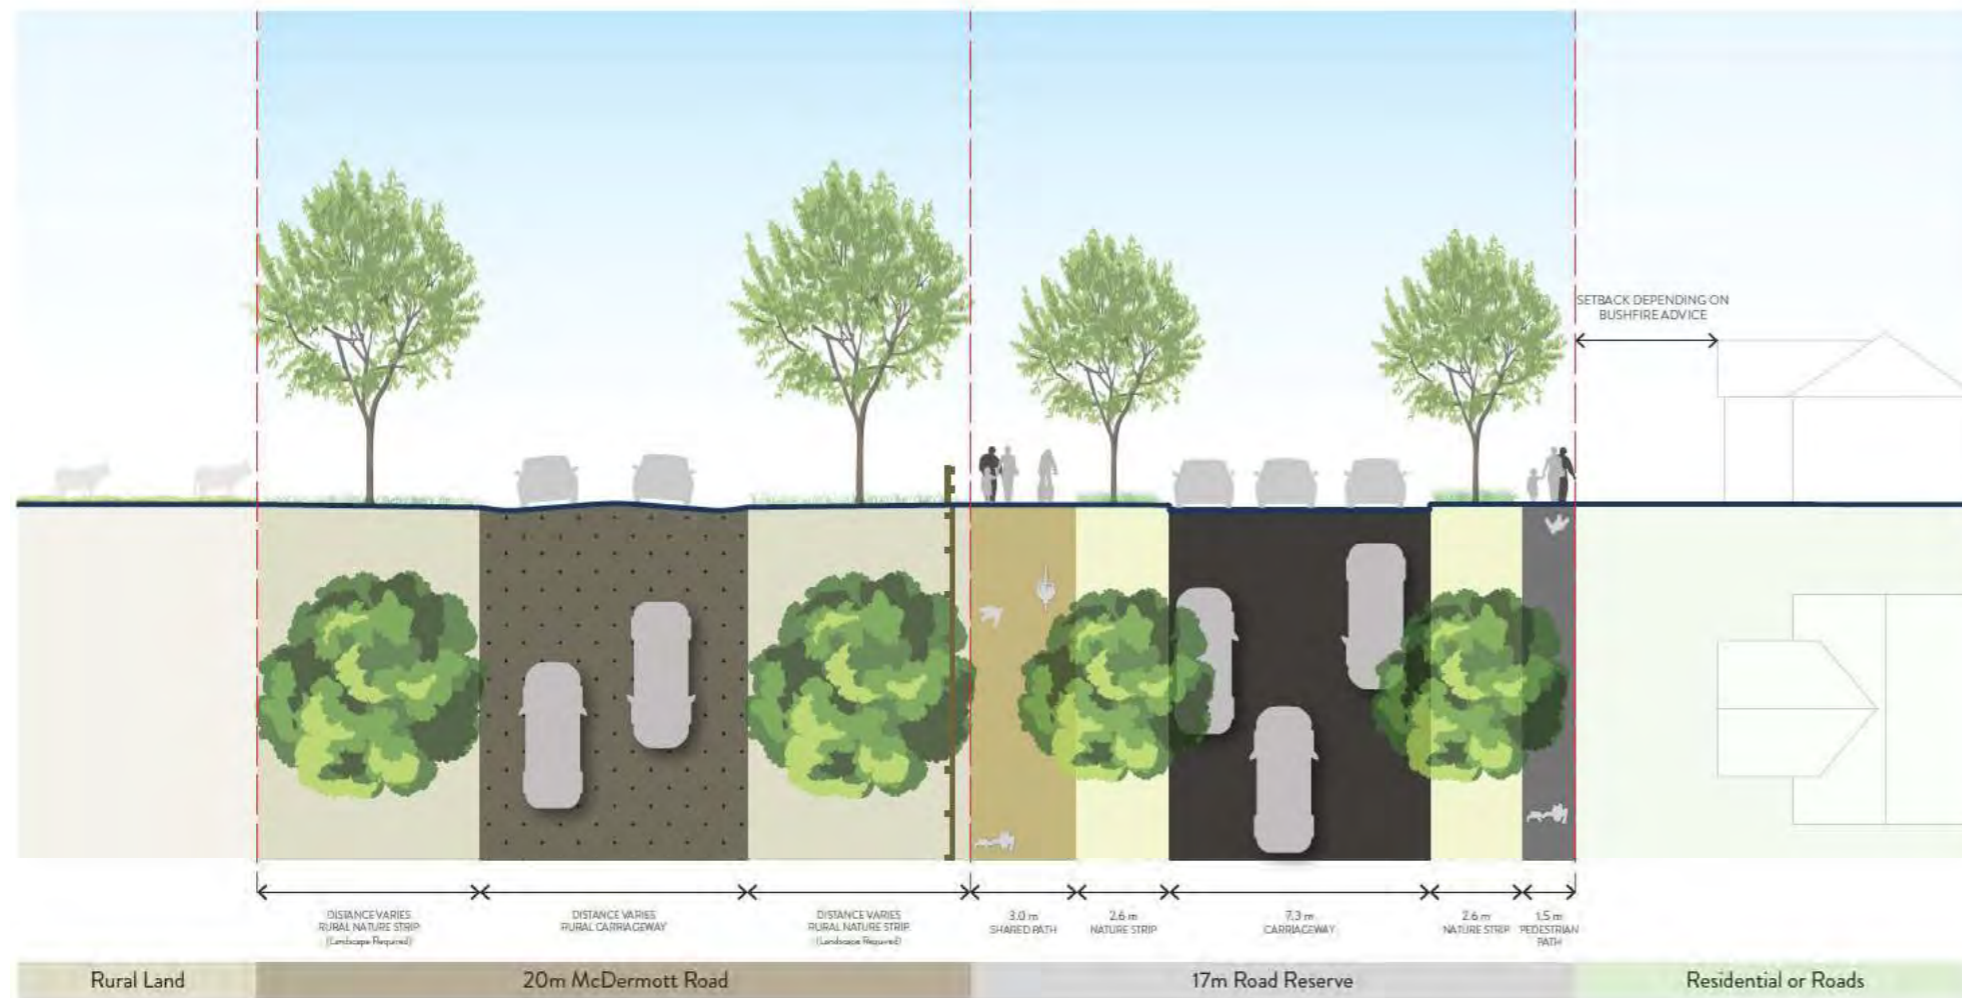 SETBACK DEPENDING ON
BUSHFIRE ADVICE
DISTANCE VARIES
RURAL NATURE STRIP
(Landscape Required)
DISTANCE VARIES
RURAL CARRIAGEWAY
DISTANCE VARIES
RURAL NATURE STRIP
(Landscape Required)
3.0 m
SHARED PATH
2.6 m
NATURE STRIP
7.3 m
CARRIAGEWAY
2.6 m
NATURE STRIP
1.5 m
PEDESTRIAN
PATH
Rural Land
20m McDermott Road
17m Road Reserve
Residential or Roads